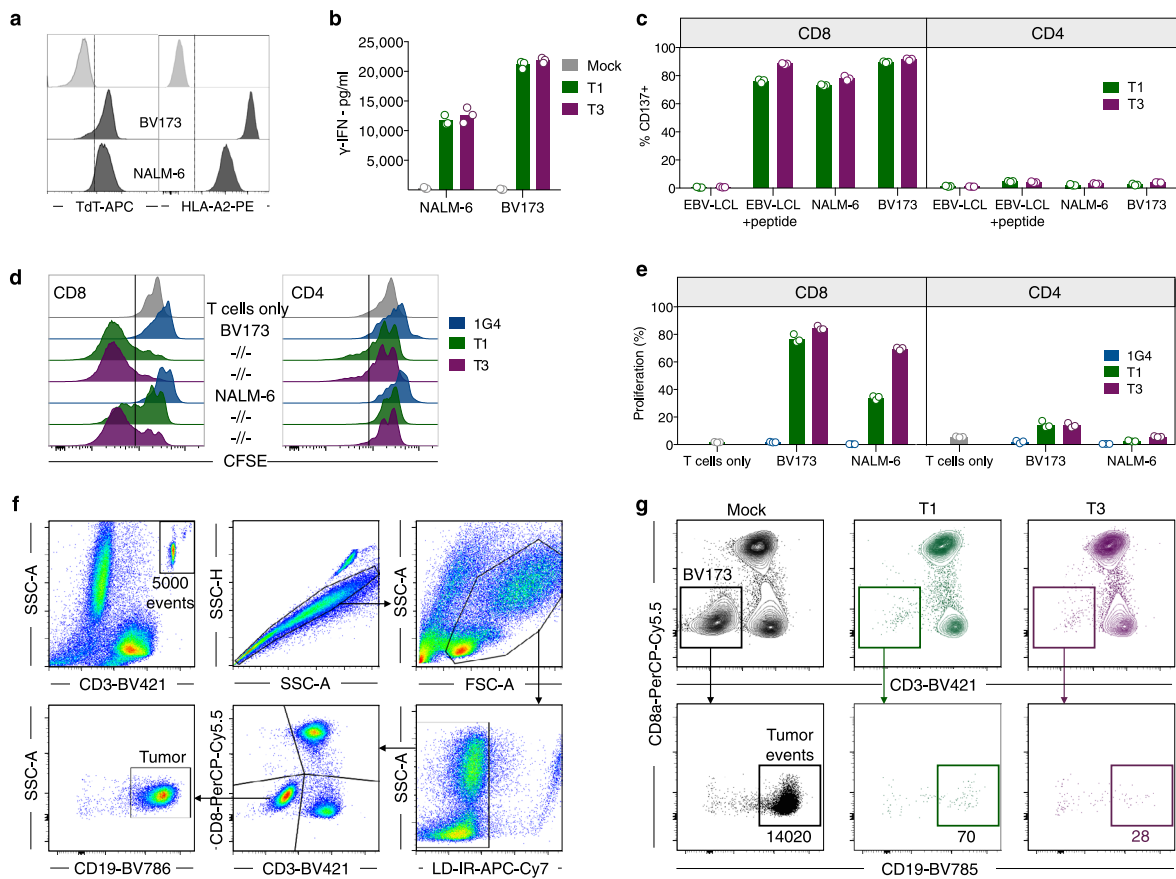 a
BV173
NALM-6
TdT-APC
HLA-A2-PE
b
γ-IFN - pg/ml
25,000
20,000
15,000
10,000
5,000
NALM-6
BV173
Mock
T1
T3
c
CD8
CD4
% CD137+
100
80
60
40
20
0
T1
T3
EBV-LCL
EBV-LCL
+peptide
NALM-6
BV173
EBV-LCL
EBV-LCL
+peptide
NALM-6
BV173
d
CD8
CD4
T cells only
BV173
-//-
-//-
NALM-6
-//-
-//-
CFSE
1G4
T1
T3
e
CD8
CD4
Proliferation (%)
100
80
60
40
20
0
1G4
T1
T3
T cells only
BV173
NALM-6
T cells only
BV173
NALM-6
f
SSC-A
5000
events
CD3-BV421
SSC-H
SSC-A
SSC-A
FSC-A
SSC-A
Tumor
CD19-BV786
CD8-PerCP-Cy5.5
CD3-BV421
SSC-A
LD-IR-APC-Cy7
g
Mock
T1
T3
BV173
CD8a-PerCP-Cy5.5
CD3-BV421
Tumor
events
14020
70
28
CD19-BV785